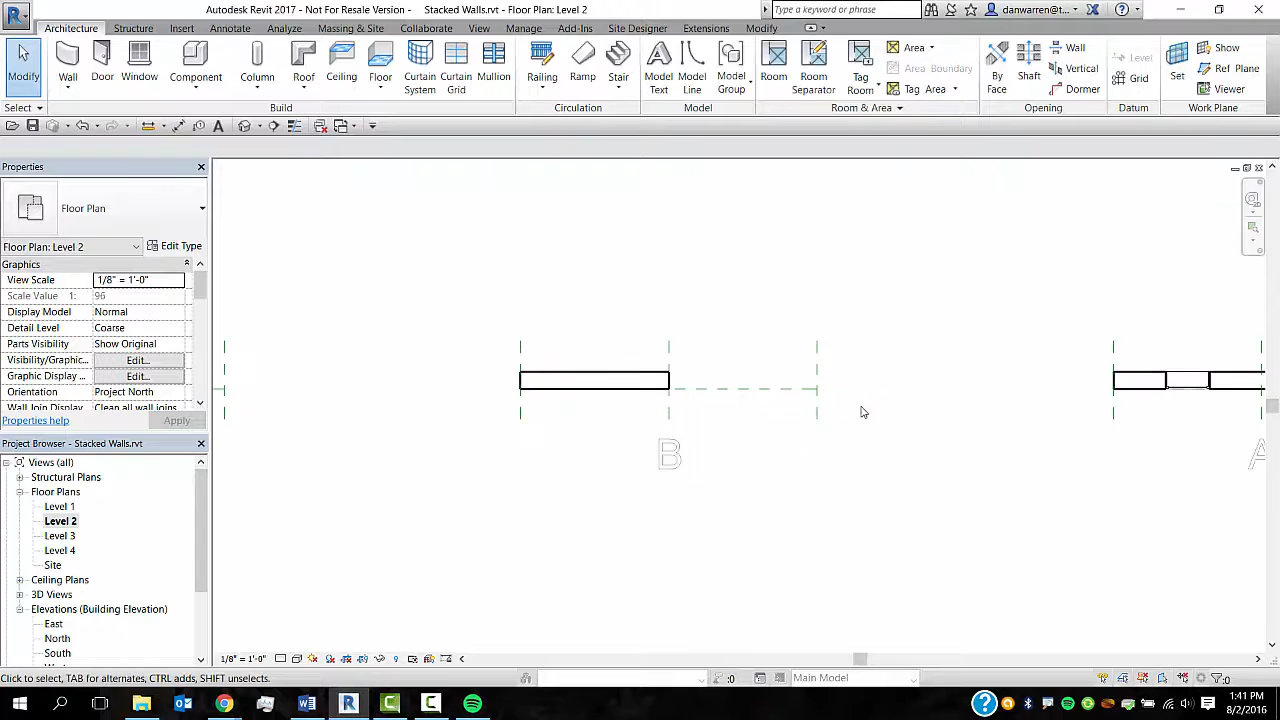 Autodesk Revit 2017 - Not For Resale Version - Stacked Walls.rvt - Floor Plan: Level 2
Type a keyword or phrase
danwarren@t...
Architecture Structure Insert Annotate Analyze Massing & Site Collaborate View Manage Add-Ins Site Designer Extensions Modify
Modify
Wall Door Window Component Column Roof Ceiling Floor Curtain System Curtain Grid Mullion
Railing Ramp Stair
Model Text Model Line Model Group
Room Room Separator Tag Room
Area
Area Boundary
Tag Area
By Face Shaft
Wall
Vertical
Dormer
Level
Grid
Set
Show
Ref Plane
Viewer
Select Build Circulation Model Room & Area Opening Datum Work Plane
Properties
Floor Plan
Floor Plan: Level 2 Edit Type
Graphics
View Scale 1/8" = 1'-0"
Scale Value 1: 96
Display Model Normal
Detail Level Coarse
Parts Visibility Show Original
Visibility/Graphic... Edit...
Graphic Display ... Edit...
Orientation Project North
Wall Join Display Clean all wall joins
Properties help Apply
Project Browser - Stacked Walls.rvt
Views (all)
Structural Plans
Floor Plans
Level 1
Level 2
Level 3
Level 4
Site
Ceiling Plans
3D Views
Elevations (Building Elevation)
East
North
South
B
A
1/8" = 1'-0"
Click to select, TAB for alternates, CTRL adds, SHIFT unselects.
:0
Main Model
:0
1:41 PM
8/2/2016